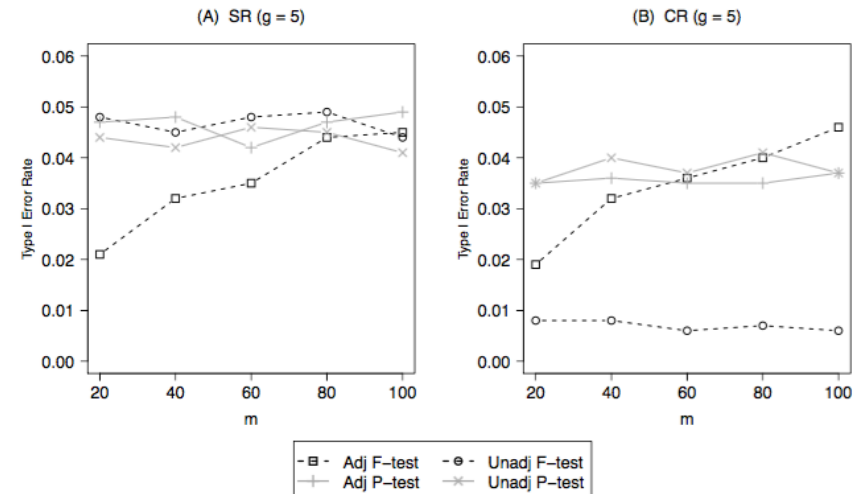 (A) SR (g = 5)
Type I Error Rate
0.06
0.05
0.04
0.03
0.02
0.01
0.00
20 40 60 80 100
m
(B) CR (g = 5)
Type I Error Rate
0.06
0.05
0.04
0.03
0.02
0.01
0.00
20 40 60 80 100
m
Adj F−test Unadj F−test
Adj P−test Unadj P−test